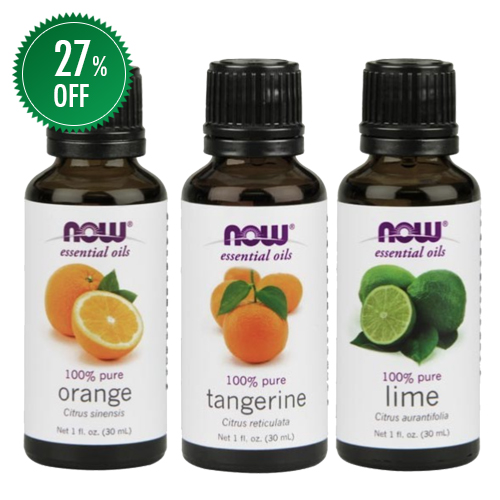 27%
OFF
NOW®
essential oils
100% pure
orange
Citrus sinensis
Net 1 fl. oz. (30 mL)
NOW®
essential oils
100% pure
tangerine
Citrus reticulata
Net 1 fl. oz. (30 mL)
NOW®
essential oils
100% pure
lime
Citrus aurantifolia
Net 1 fl. oz. (30 mL)